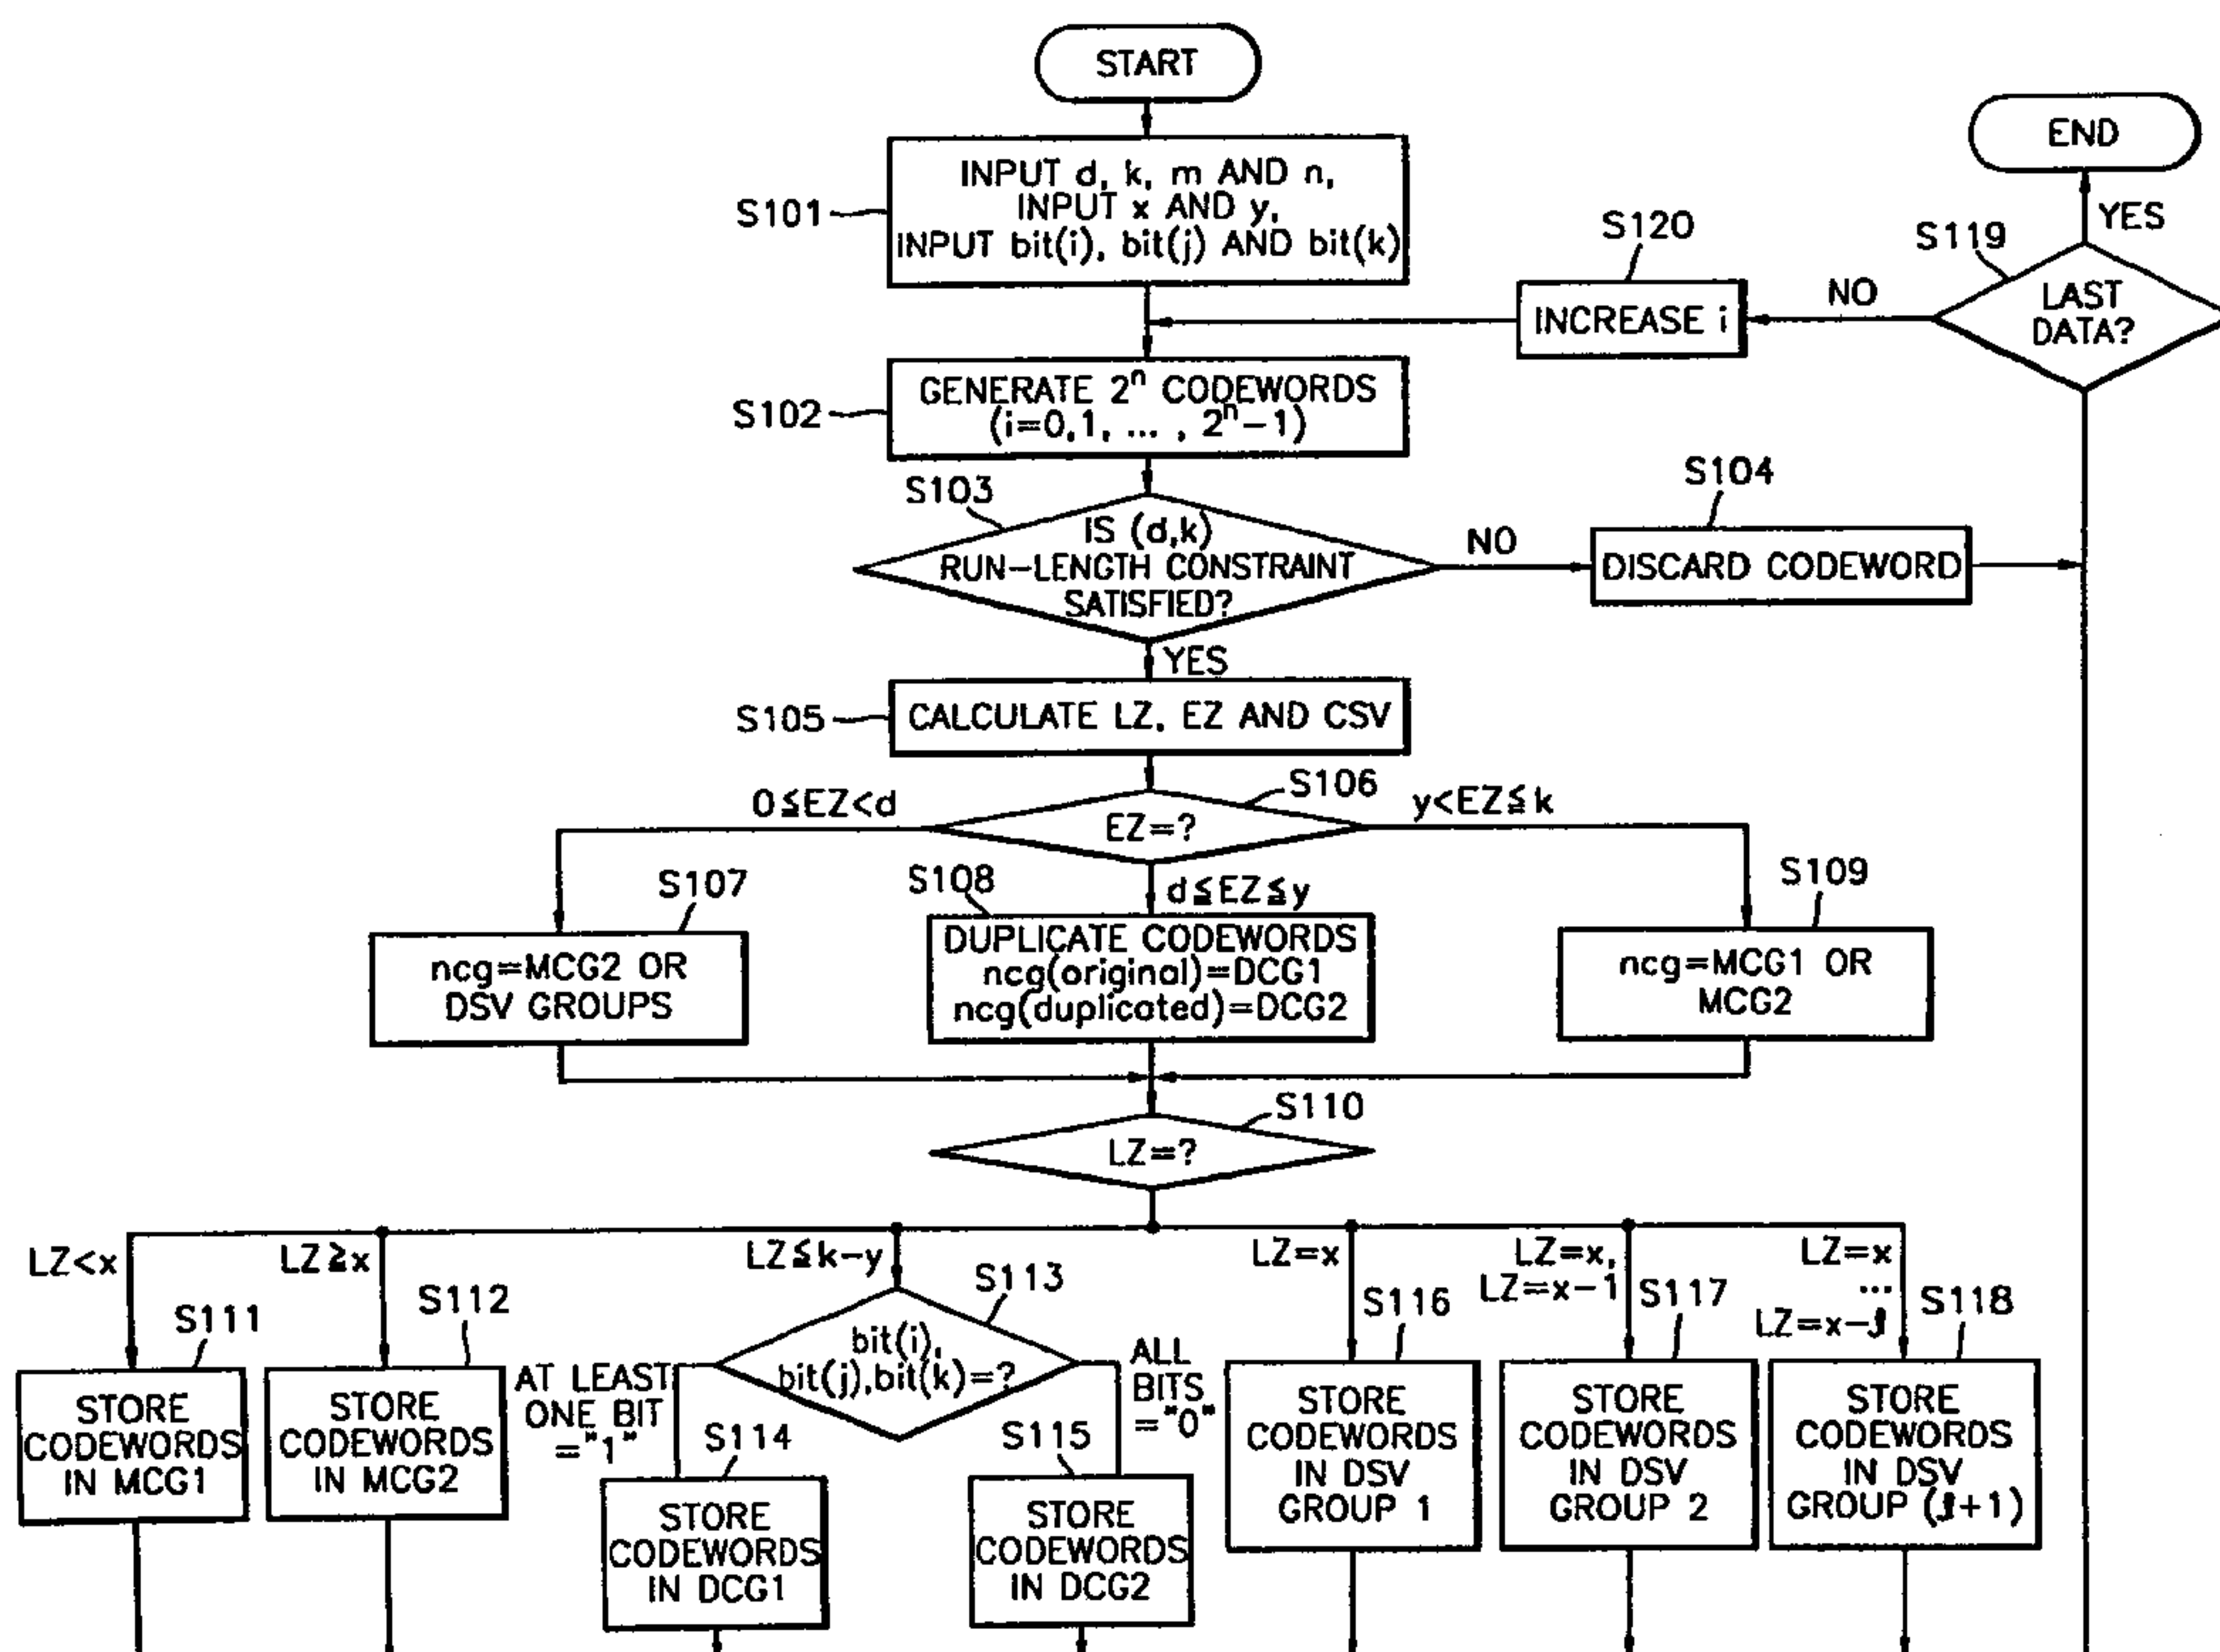 START
END
S101
INPUT d, k, m AND n,
INPUT x AND y,
INPUT bit(i), bit(j) AND bit(k)
YES
S119
S120
LAST
DATA?
NO
INCREASE i
S102
GENERATE 2ⁿ CODEWORDS
(i=0,1, ... , 2ⁿ−1)
S103
IS (d,k)
RUN-LENGTH CONSTRAINT
SATISFIED?
NO
S104
DISCARD CODEWORD
YES
S105
CALCULATE LZ, EZ AND CSV
S106
0≦EZ<d
EZ=?
y<EZ≦k
d≦EZ≦y
S107
ncg=MCG2 OR
DSV GROUPS
S108
DUPLICATE CODEWORDS
ncg(original)=DCG1
ncg(duplicated)=DCG2
S109
ncg=MCG1 OR
MCG2
S110
LZ=?
LZ<x
LZ≧x
LZ≦k-y
LZ=x
LZ=x,
LZ=x-1
LZ=x
...
LZ=x-
S111
STORE
CODEWORDS
IN MCG1
S112
STORE
CODEWORDS
IN MCG2
S113
bit(i),
bit(j),bit(k)=?
AT LEAST
ONE BIT
="1"
ALL
BITS
="0"
S114
STORE
CODEWORDS
IN DCG1
S115
STORE
CODEWORDS
IN DCG2
S116
STORE
CODEWORDS
IN DSV
GROUP 1
S117
STORE
CODEWORDS
IN DSV
GROUP 2
S118
STORE
CODEWORDS
IN DSV
GROUP ( +1)